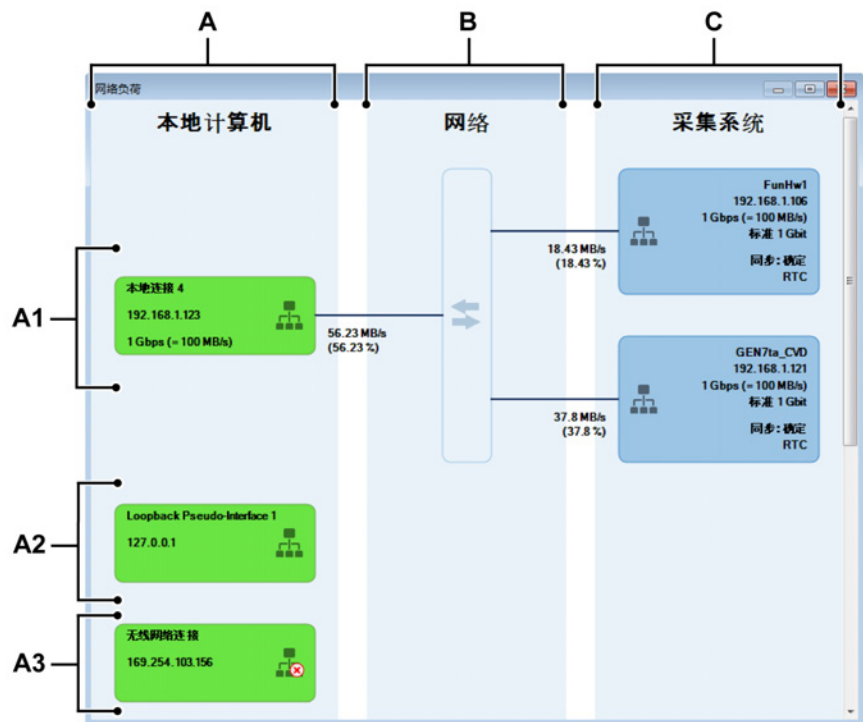 A
B
C
网络负荷
本地计算机
网络
采集系统
FunHw1
192.168.1.106
1 Gbps (= 100 MB/s)
标准 1 Gbit
同步: 确定
RTC
18.43 MB/s
(18.43 %)
A1
本地连接 4
192.168.1.123
1 Gbps (= 100 MB/s)
56.23 MB/s
(56.23 %)
GEN7ta_CVD
192.168.1.121
1 Gbps (= 100 MB/s)
标准 1 Gbit
同步: 确定
RTC
37.8 MB/s
(37.8 %)
A2
Loopback Pseudo-Interface 1
127.0.0.1
A3
无线网络连接
169.254.103.156